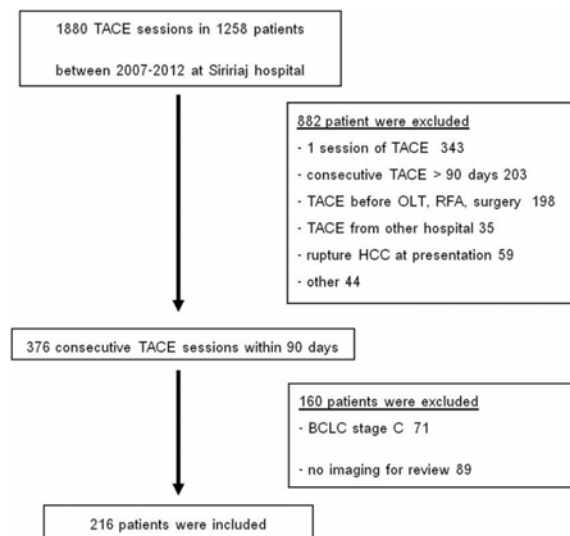 1880 TACE sessions in 1258 patients
between 2007-2012 at Siririaj hospital
882 patient were excluded
- 1 session of TACE 343
- consecutive TACE > 90 days 203
- TACE before OLT, RFA, surgery 198
- TACE from other hospital 35
- rupture HCC at presentation 59
- other 44
376 consecutive TACE sessions within 90 days
160 patients were excluded
- BCLC stage C 71
- no imaging for review 89
216 patients were included